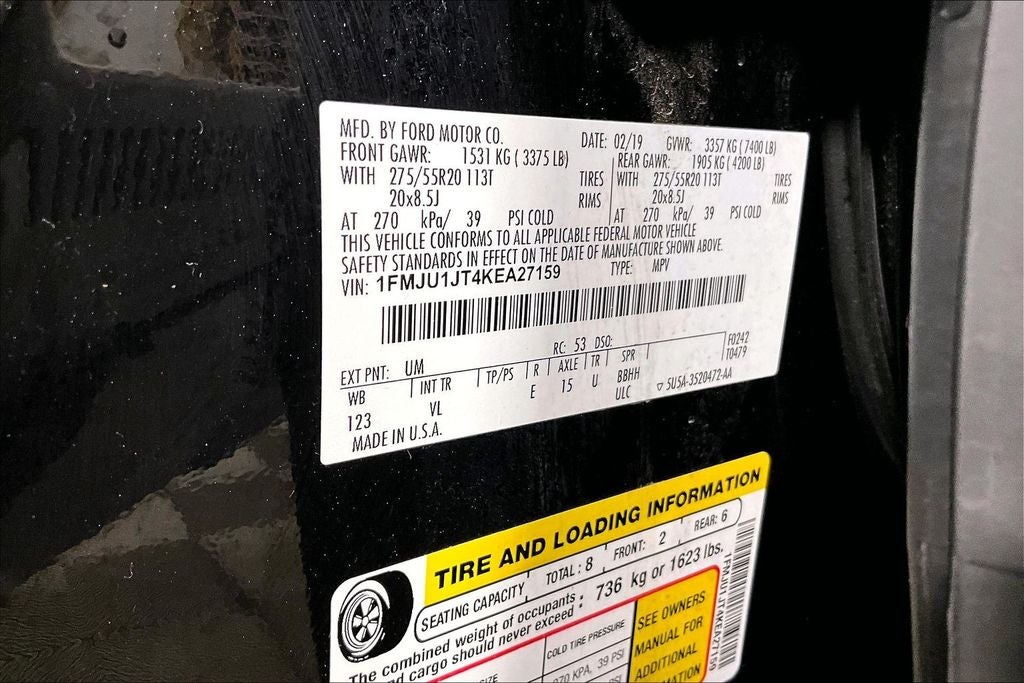 MFD. BY FORD MOTOR CO. DATE: 02/19 GVWR: 3357 KG (7400 LB)
FRONT GAWR: 1531 KG (3375 LB) REAR GAWR: 1905 KG (4200 LB)
WITH 275/55R20 113T TIRES WITH 275/55R20 113T TIRES
20x8.5J RIMS 20x8.5J RIMS
AT 270 kPa/ 39 PSI COLD AT 270 kPa/ 39 PSI COLD
THIS VEHICLE CONFORMS TO ALL APPLICABLE FEDERAL MOTOR VEHICLE
SAFETY STANDARDS IN EFFECT ON THE DATE OF MANUFACTURE SHOWN ABOVE.
VIN: 1FMJU1JT4KEA27159 TYPE: MPV
EXT PNT: UM RC: 53 DSO: F0242
T0479
WB INT TR TP/PS R AXLE TR SPR
123 VL E 15 U BBHH
ULC
▽ 5U5A-3520472-AA
MADE IN U.S.A.
TIRE AND LOADING INFORMATION
SEATING CAPACITY TOTAL: 8 FRONT: 2 REAR: 6
The combined weight of occupants
and cargo should never exceed : 736 kg or 1623 lbs.
COLD TIRE PRESSURE
270 KPA, 39 PSI
SEE OWNERS
MANUAL FOR
ADDITIONAL
INFORMATION
1FMJU1JT4KEA27159